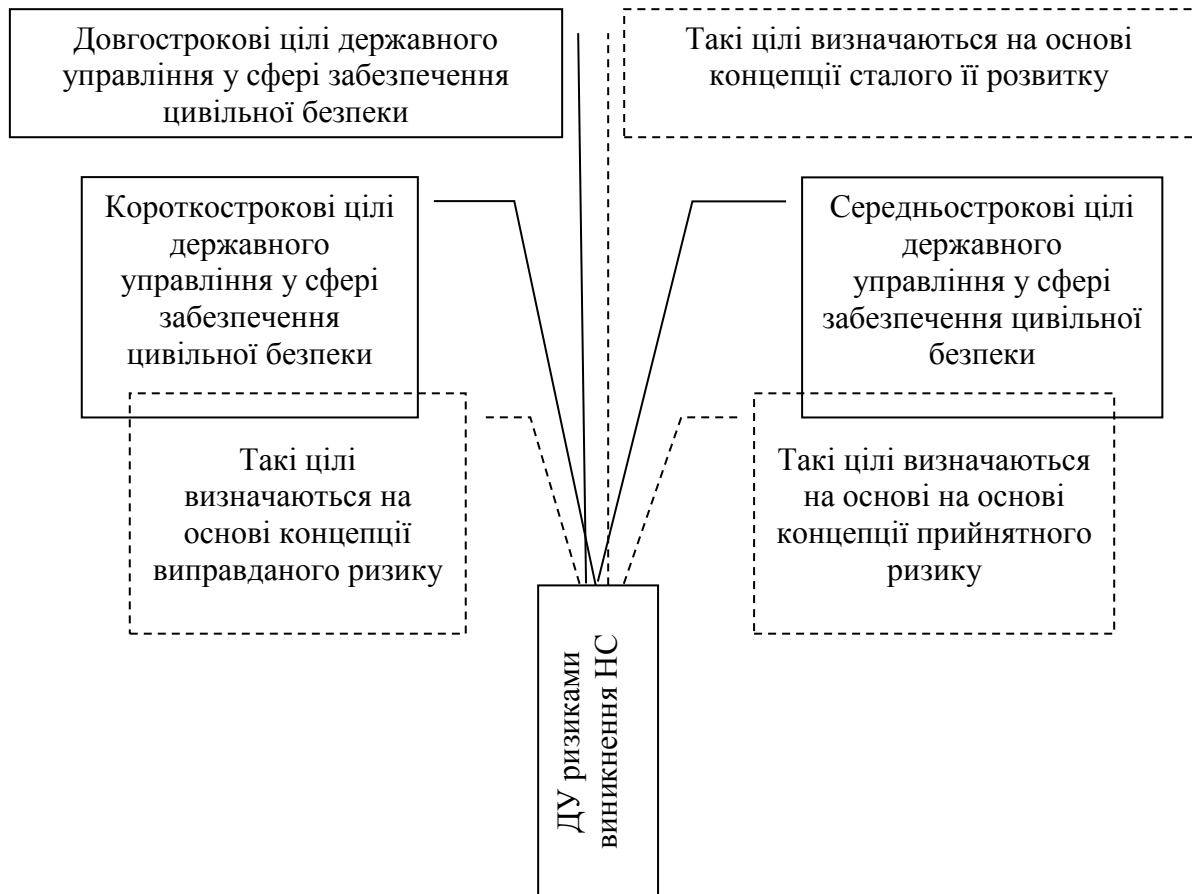 Довгострокові цілі державного
управління у сфері забезпечення
цивільної безпеки
Такі цілі визначаються на основі
концепції сталого її розвитку
Короткострокові цілі
державного
управління у сфері
забезпечення
цивільної безпеки
Середньострокові цілі
державного
управління у сфері
забезпечення цивільної
безпеки
Такі цілі
визначаються на
основі концепції
виправданого ризику
Такі цілі визначаються
на основі на основі
концепції прийнятного
ризику
ДУ ризиками
виникнення НС